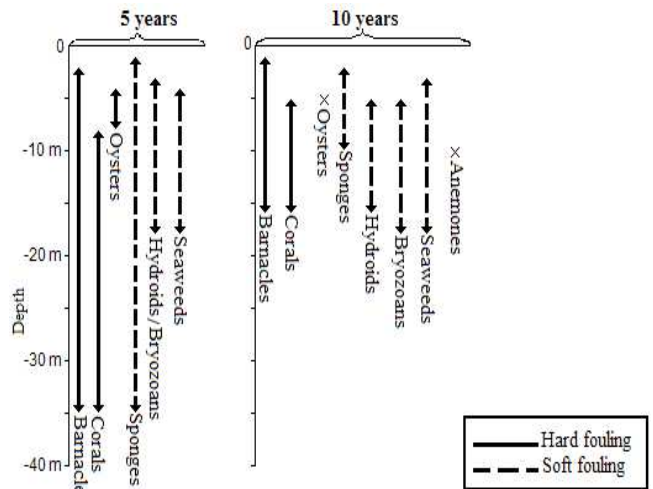 5 years
10 years
0
0
-10 m
-20 m
-30 m
-40 m
Depth
Barnacles
Corals
Oysters
Sponges
Hydroids/Bryozoans
Seaweeds
Barnacles
Corals
×Oysters
Sponges
Hydroids
Bryozoans
Seaweeds
×Anemones
Hard fouling
Soft fouling